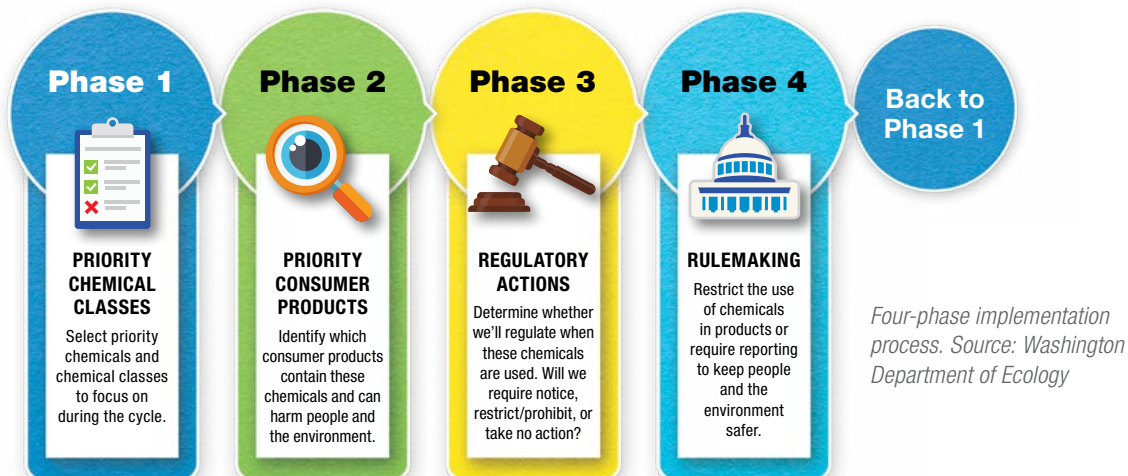 Phase 1
PRIORITY
CHEMICAL
CLASSES
Select priority
chemicals and
chemical classes
to focus on
during the cycle.
Phase 2
PRIORITY
CONSUMER
PRODUCTS
Identify which
consumer products
contain these
chemicals and can
harm people and
the environment.
Phase 3
REGULATORY
ACTIONS
Determine whether
we'll regulate when
these chemicals
are used. Will we
require notice,
restrict/prohibit, or
take no action?
Phase 4
RULEMAKING
Restrict the use
of chemicals
in products or
require reporting
to keep people
and the
environment
safer.
Back to
Phase 1
Four-phase implementation
process. Source: Washington
Department of Ecology